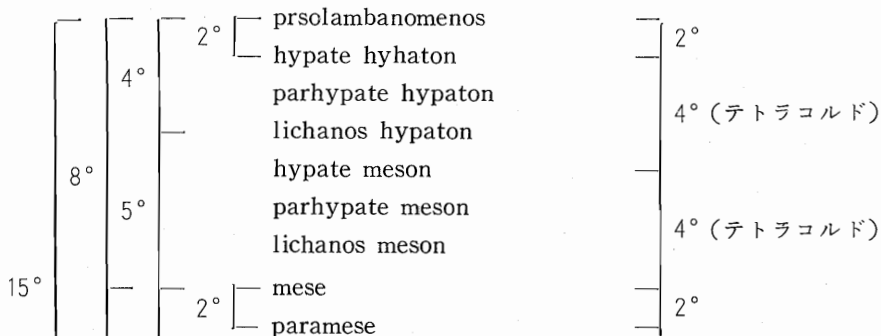 2° prsolambanomenos 2°
hypate hyhaton
4° parhypate hypaton 4° (テトラコルド)
lichanos hypaton
8° hypate meson
5° parhypate meson 4° (テトラコルド)
lichanos meson
15° 2° mese 2°
paramese